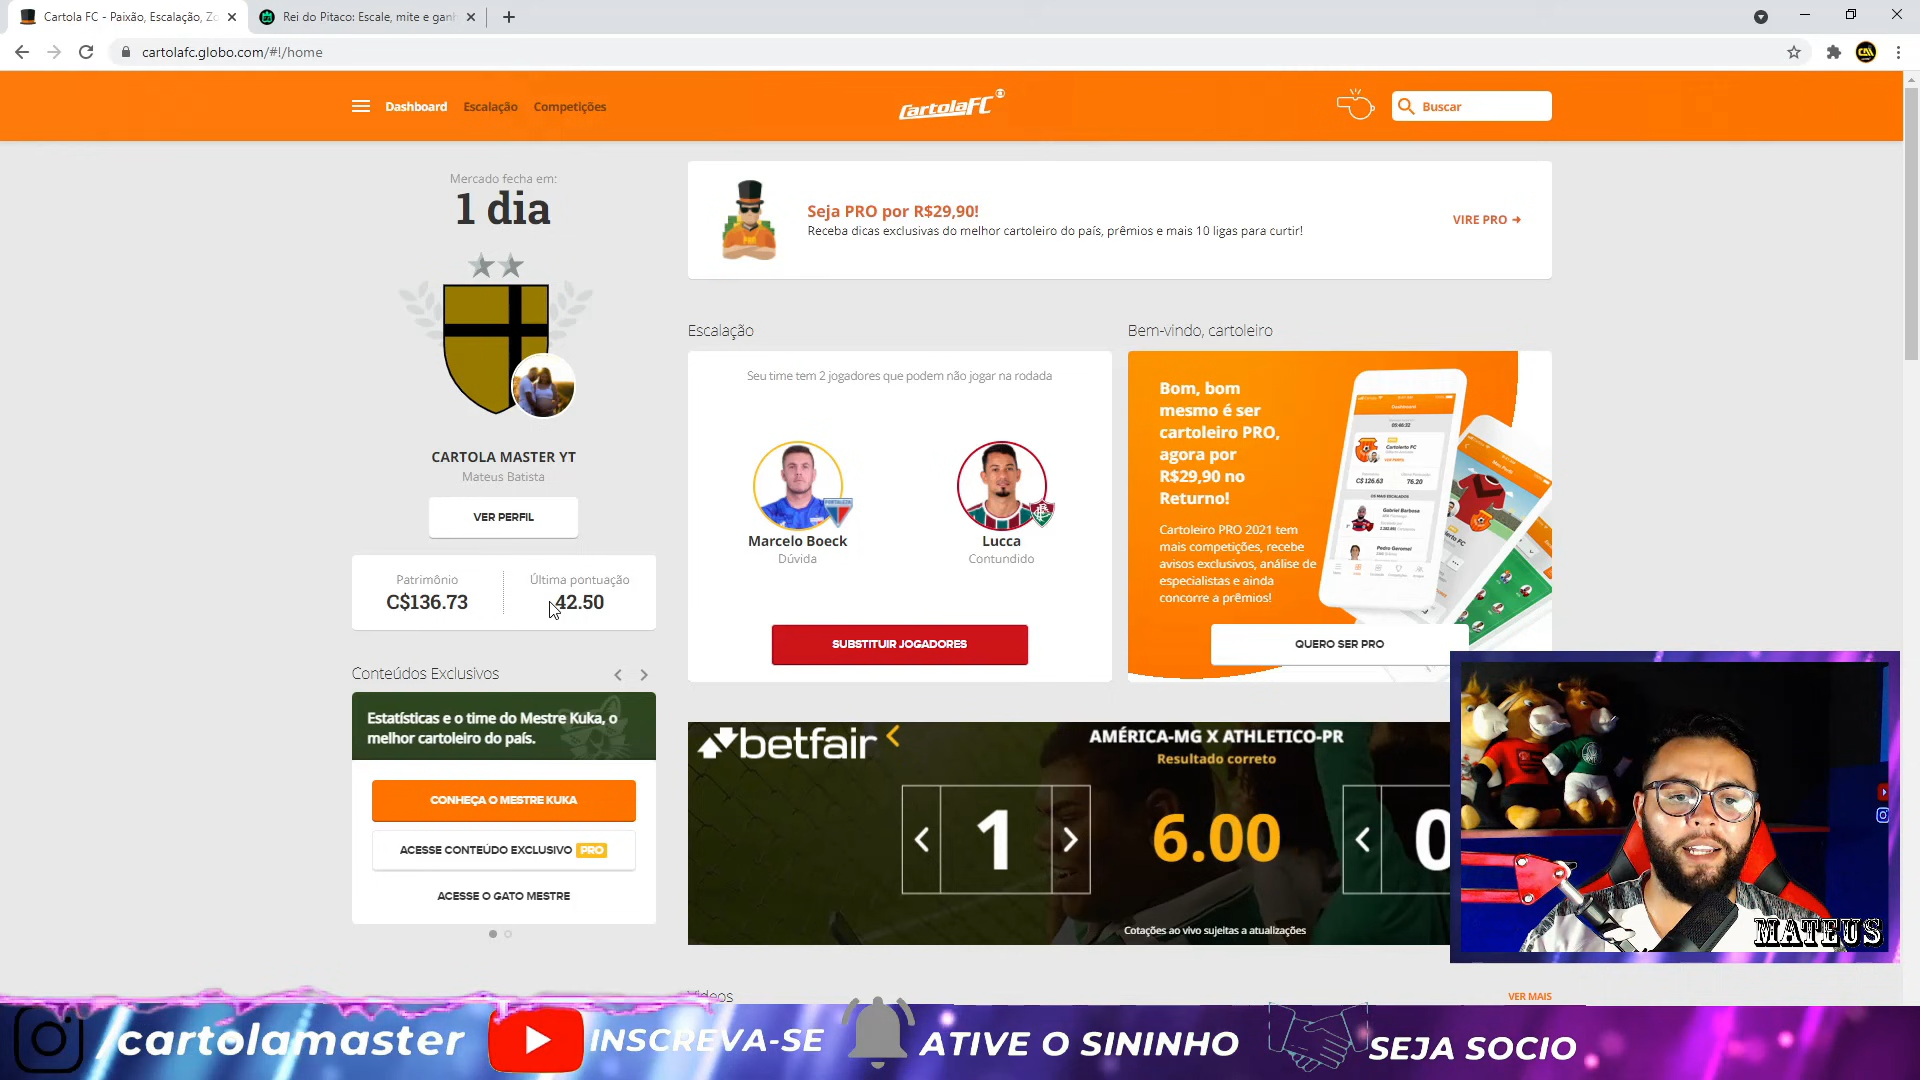 Cartola FC - Paixão, Escalação, Zo
Rei do Pitaco: Escale, mite e ganh
cartolafc.globo.com/#!/home
Dashboard
Escalação
Competições
CartolaFC
Buscar
Mercado fecha em:
1 dia
CARTOLA MASTER YT
Mateus Batista
VER PERFIL
Patrimônio
C$136.73
Última pontuação
42.50
Conteúdos Exclusivos
Estatísticas e o time do Mestre Kuka, o
melhor cartoleiro do país.
CONHEÇA O MESTRE KUKA
ACESSE CONTEÚDO EXCLUSIVO PRO
ACESSE O GATO MESTRE
Seja PRO por R$29,90!
Receba dicas exclusivas do melhor cartoleiro do país, prêmios e mais 10 ligas para curtir!
VIRE PRO
Escalação
Seu time tem 2 jogadores que podem não jogar na rodada
Marcelo Boeck
Dúvida
Lucca
Contundido
SUBSTITUIR JOGADORES
Bem-vindo, cartoleiro
Bom, bom
mesmo é ser
cartoleiro PRO,
agora por
R$29,90 no
Returno!
Cartoleiro PRO 2021 tem
mais competições, recebe
avisos exclusivos, análise de
especialistas e ainda
concorre a prêmios!
QUERO SER PRO
betfair
AMÉRICA-MG X ATHLETICO-PR
Resultado correto
1
6.00
0
Cotações ao vivo sujeitas a atualizações
VER MAIS
MATEUS
/cartolamaster
INSCREVA-SE
ATIVE O SININHO
SEJA SOCIO